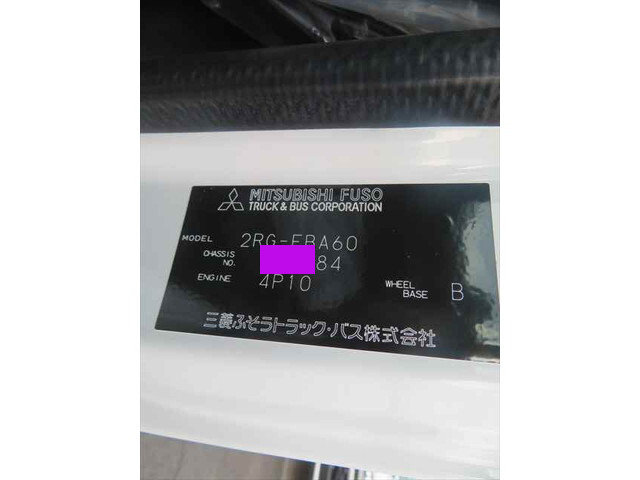 MITSUBISHI FUSO
TRUCK & BUS CORPORATION
MODEL 2RG-FBA60
CHASSIS NO. 84
ENGINE 4P10 WHEEL BASE B
三菱ふそうトラック・バス株式会社